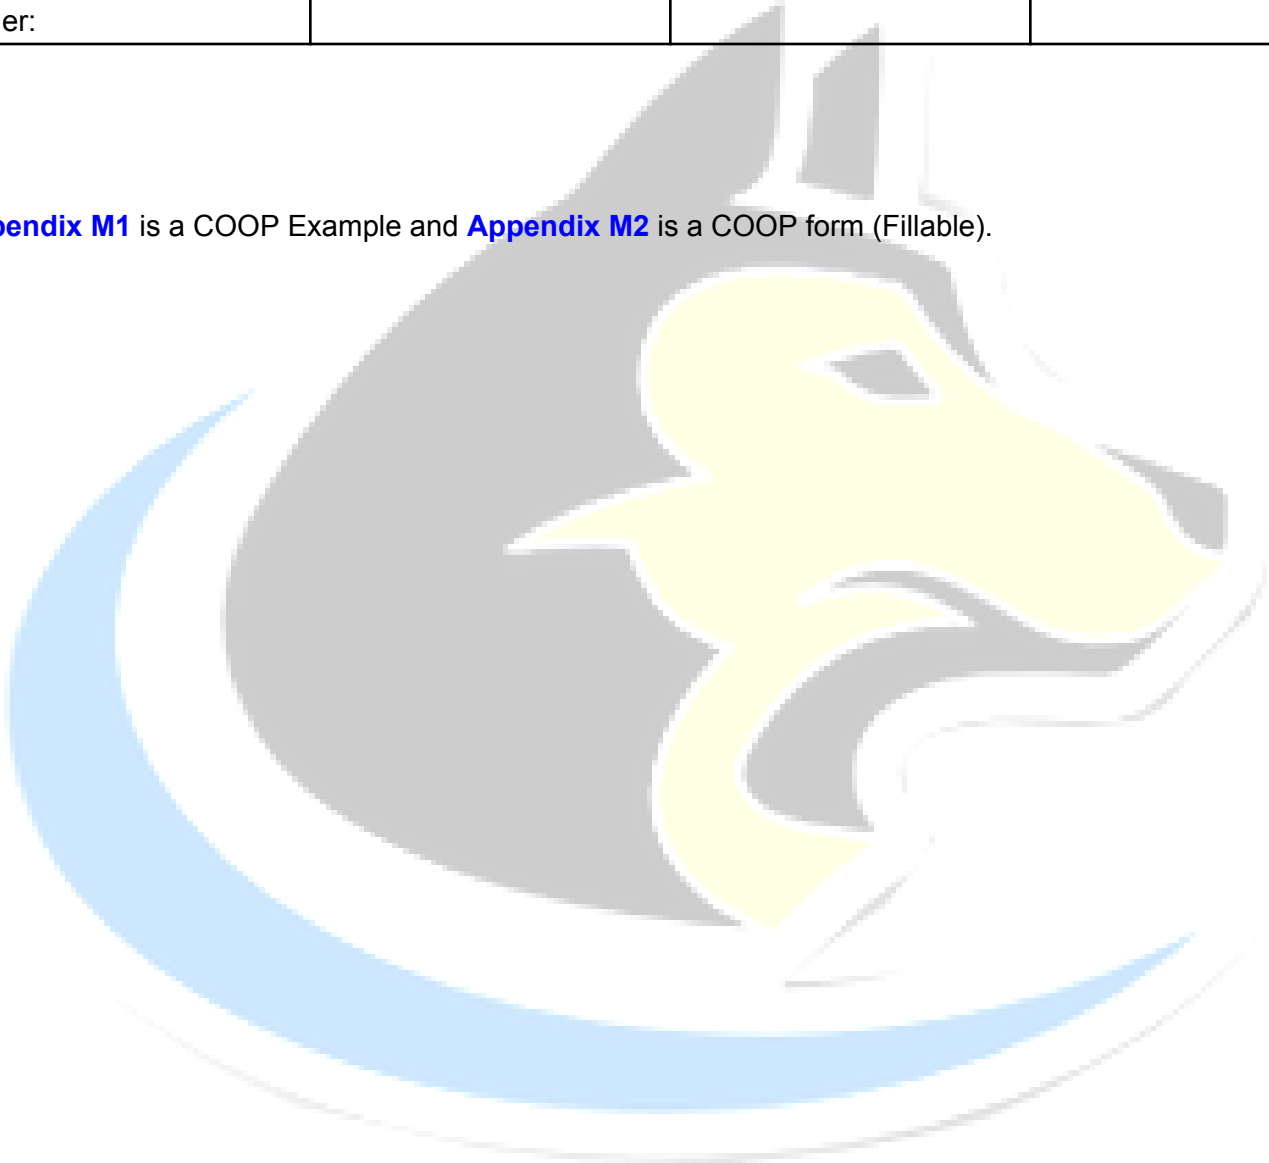 er:
pendix M1 is a COOP Example and Appendix M2 is a COOP form (Fillable).